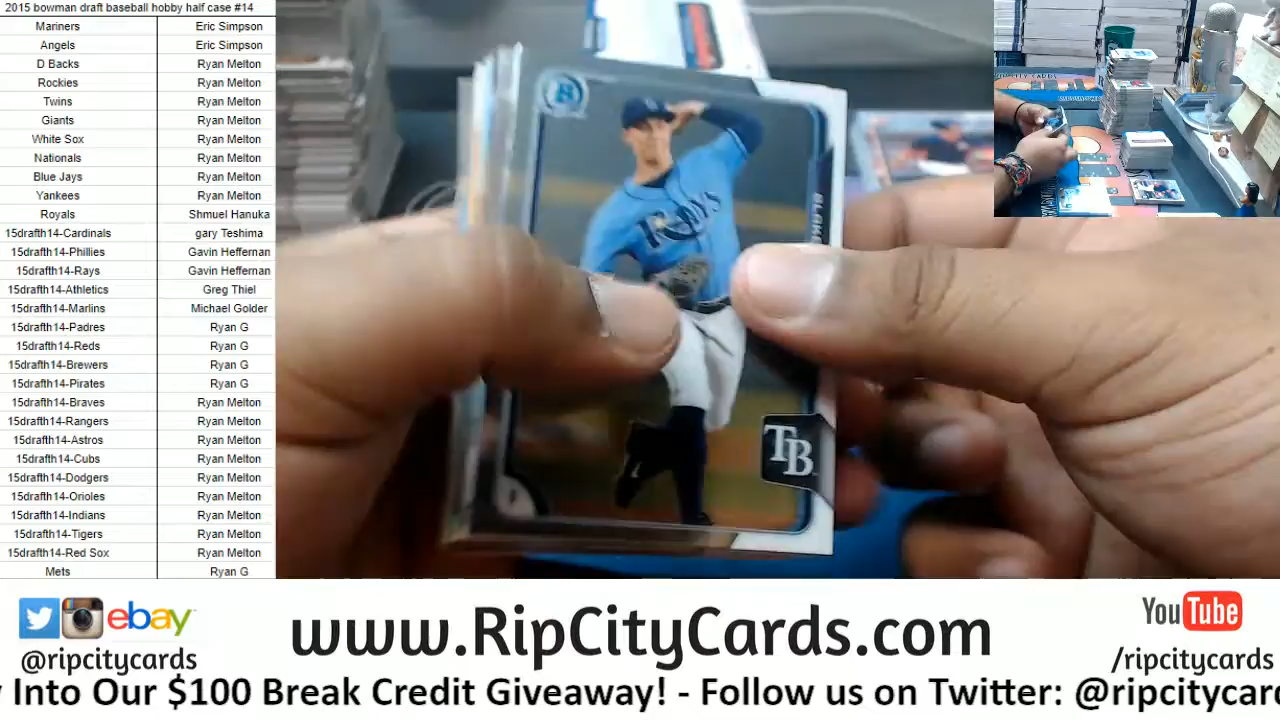 2015 bowman draft baseball hobby half case #14
Mariners Eric Simpson
Angels Eric Simpson
D Backs Ryan Melton
Rockies Ryan Melton
Twins Ryan Melton
Giants Ryan Melton
White Sox Ryan Melton
Nationals Ryan Melton
Blue Jays Ryan Melton
Yankees Ryan Melton
Royals Shmuel Hanuka
15drafth14-Cardinals gary Teshima
15drafth14-Phillies Gavin Heffernan
15drafth14-Rays Gavin Heffernan
15drafth14-Athletics Greg Thiel
15drafth14-Marlins Michael Golder
15drafth14-Padres Ryan G
15drafth14-Reds Ryan G
15drafth14-Brewers Ryan G
15drafth14-Pirates Ryan G
15drafth14-Braves Ryan Melton
15drafth14-Rangers Ryan Melton
15drafth14-Astros Ryan Melton
15drafth14-Cubs Ryan Melton
15drafth14-Dodgers Ryan Melton
15drafth14-Orioles Ryan Melton
15drafth14-Indians Ryan Melton
15drafth14-Tigers Ryan Melton
15drafth14-Red Sox Ryan Melton
Mets Ryan G
B
RAYS
BLAKE
TB
P
ebay
@ripcitycards
www.RipCityCards.com
YouTube
/ripcitycards
y Into Our $100 Break Credit Giveaway! - Follow us on Twitter: @ripcitycard